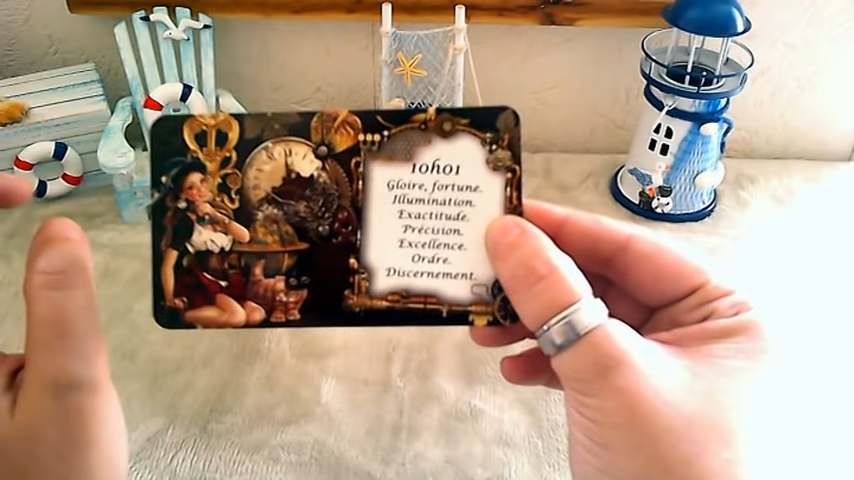 10h01
Gloire, fortune.
Illumination.
Exactitude.
Précision.
Excellence.
Ordre.
Discernement.